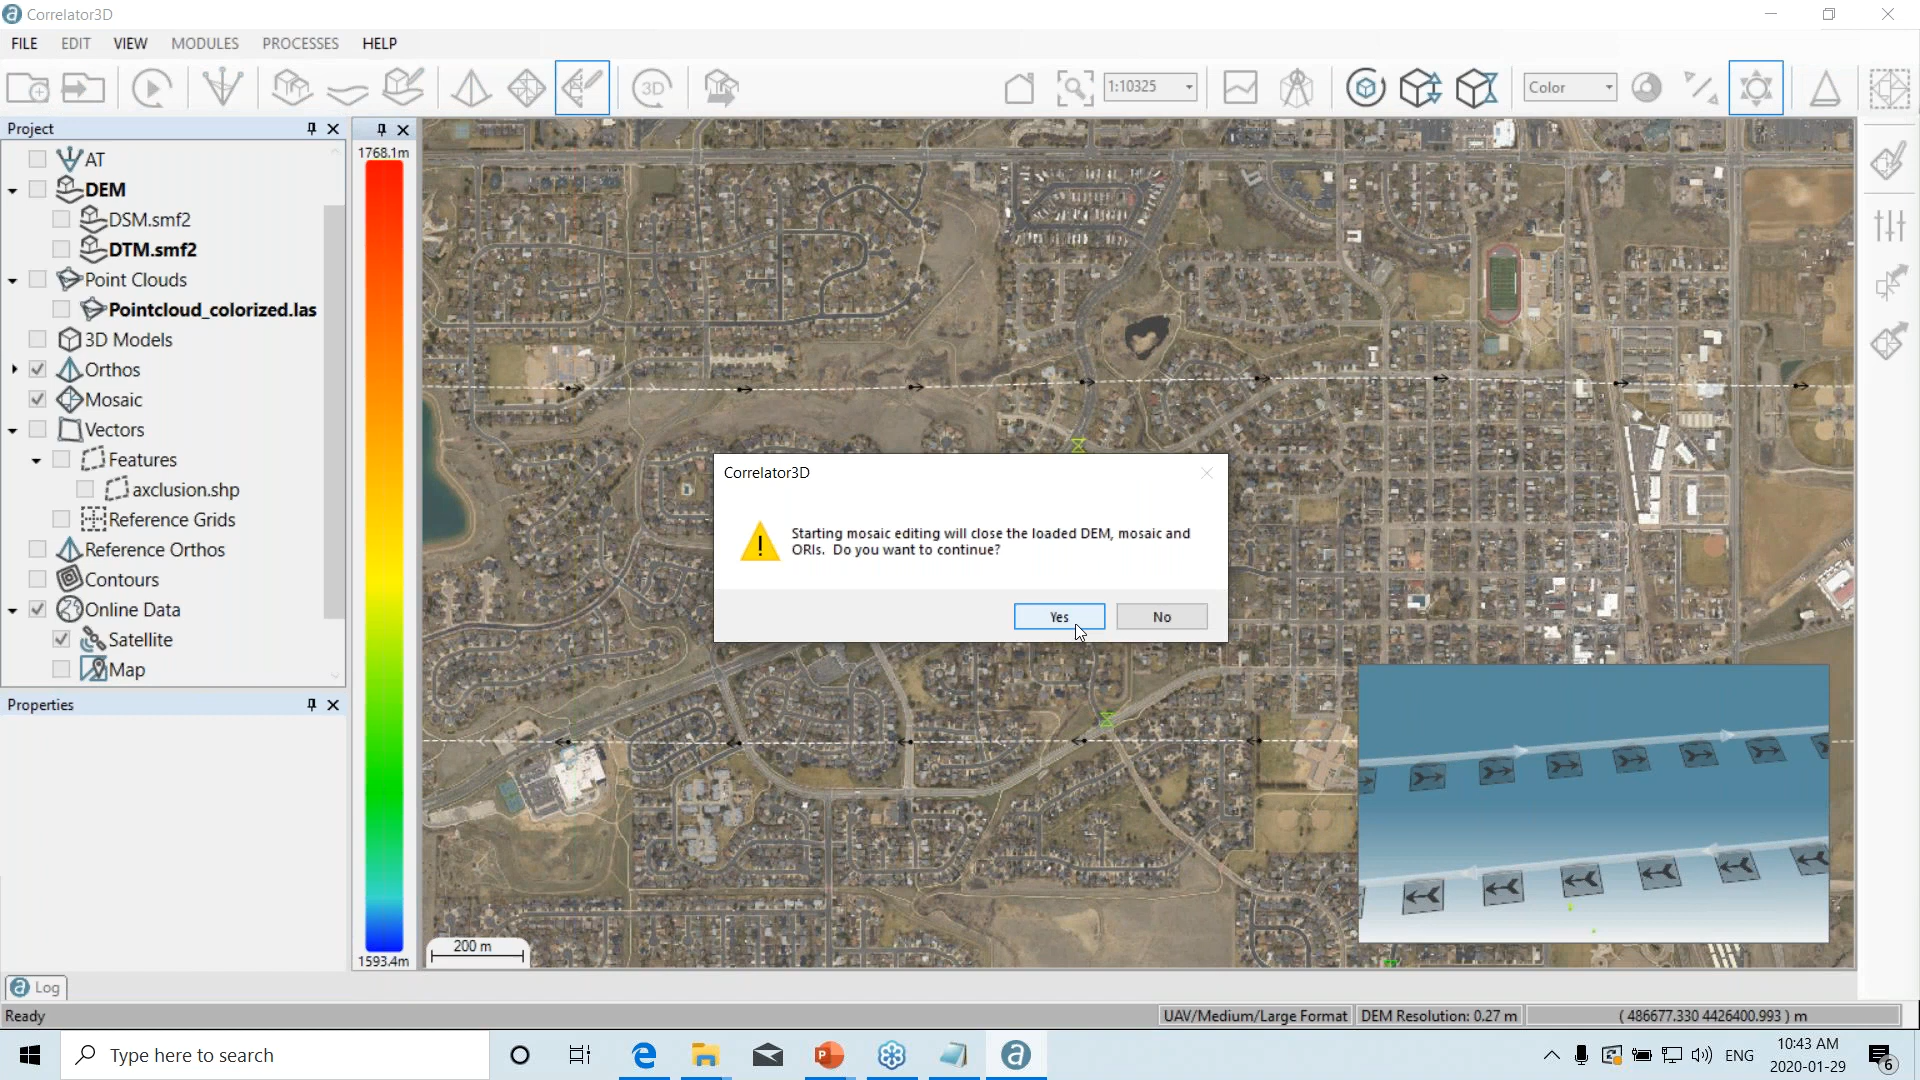 Correlator3D
FILE EDIT VIEW MODULES PROCESSES HELP
3D
1:10325
Color
Project
AT
DEM
DSM.smf2
DTM.smf2
Point Clouds
Pointcloud_colorized.las
3D Models
Orthos
Mosaic
Vectors
Features
axclusion.shp
Reference Grids
Reference Orthos
Contours
Online Data
Satellite
Map
Properties
1768.1m
1593.4m
200 m
Correlator3D
Starting mosaic editing will close the loaded DEM, mosaic and
ORIs. Do you want to continue?
Yes
No
Log
Ready
UAV/Medium/Large Format
DEM Resolution: 0.27 m
( 486677.330 4426400.993 ) m
Type here to search
ENG
10:43 AM
2020-01-29
6